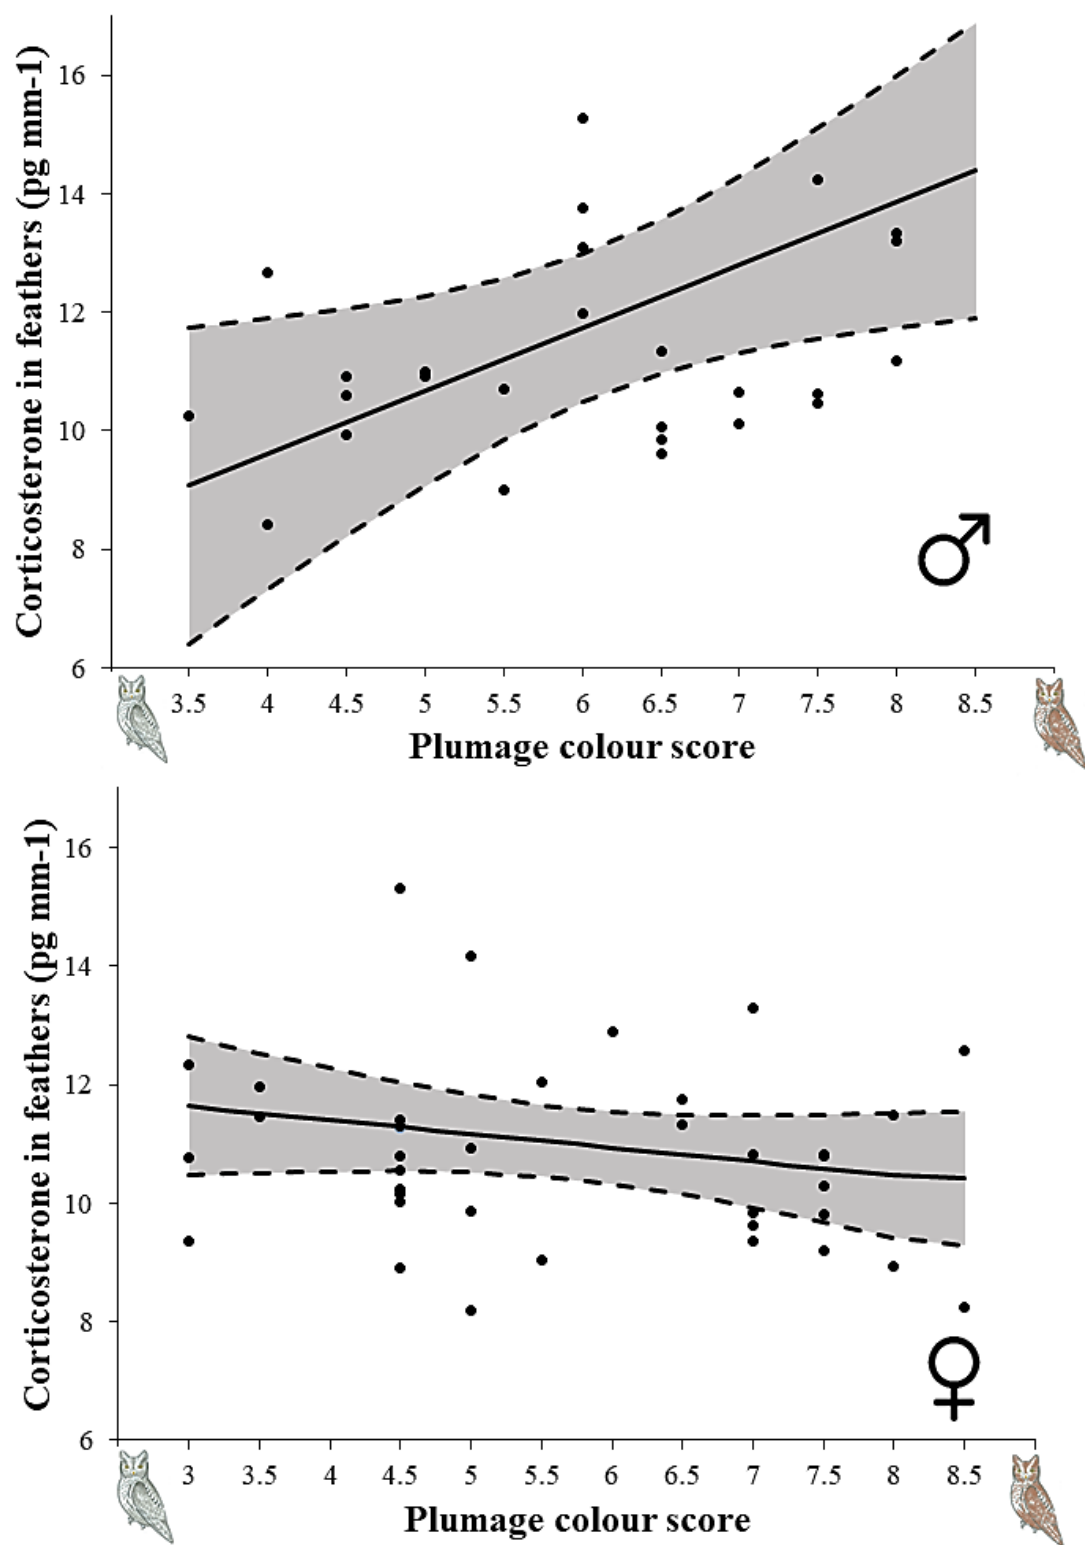 Corticosterone in feathers (pg mm-1)
16
14
12
10
8
6
3.5 4 4.5 5 5.5 6 6.5 7 7.5 8 8.5
Plumage colour score
Corticosterone in feathers (pg mm-1)
16
14
12
10
8
6
3 3.5 4 4.5 5 5.5 6 6.5 7 7.5 8 8.5
Plumage colour score